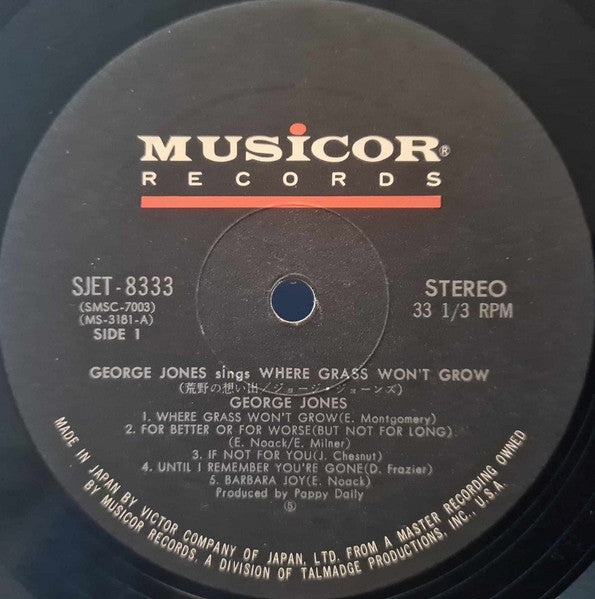 MUSICOR®
RECORDS
SJET-8333
(SMSC-7003)
(MS-3181-A)
SIDE 1
STEREO
33 1/3 RPM
GEORGE JONES sings WHERE GRASS WON'T GROW
(荒野の想い出/ジョージ・ジョーンズ)
GEORGE JONES
1. WHERE GRASS WON'T GROW(E. Montgomery)
2. FOR BETTER OR FOR WORSE(BUT NOT FOR LONG)
(E. Noack/E. Milner)
3. IF NOT FOR YOU(J. Chesnut)
4. UNTIL I REMEMBER YOU'RE GONE(D. Frazier)
5. BARBARA JOY(E. Noack)
Produced by Pappy Daily
⑤
MADE IN JAPAN BY VICTOR COMPANY OF JAPAN, LTD. FROM A MASTER RECORDING OWNED
BY MUSICOR RECORDS, A DIVISION OF TALMADGE PRODUCTIONS, INC., U.S.A.